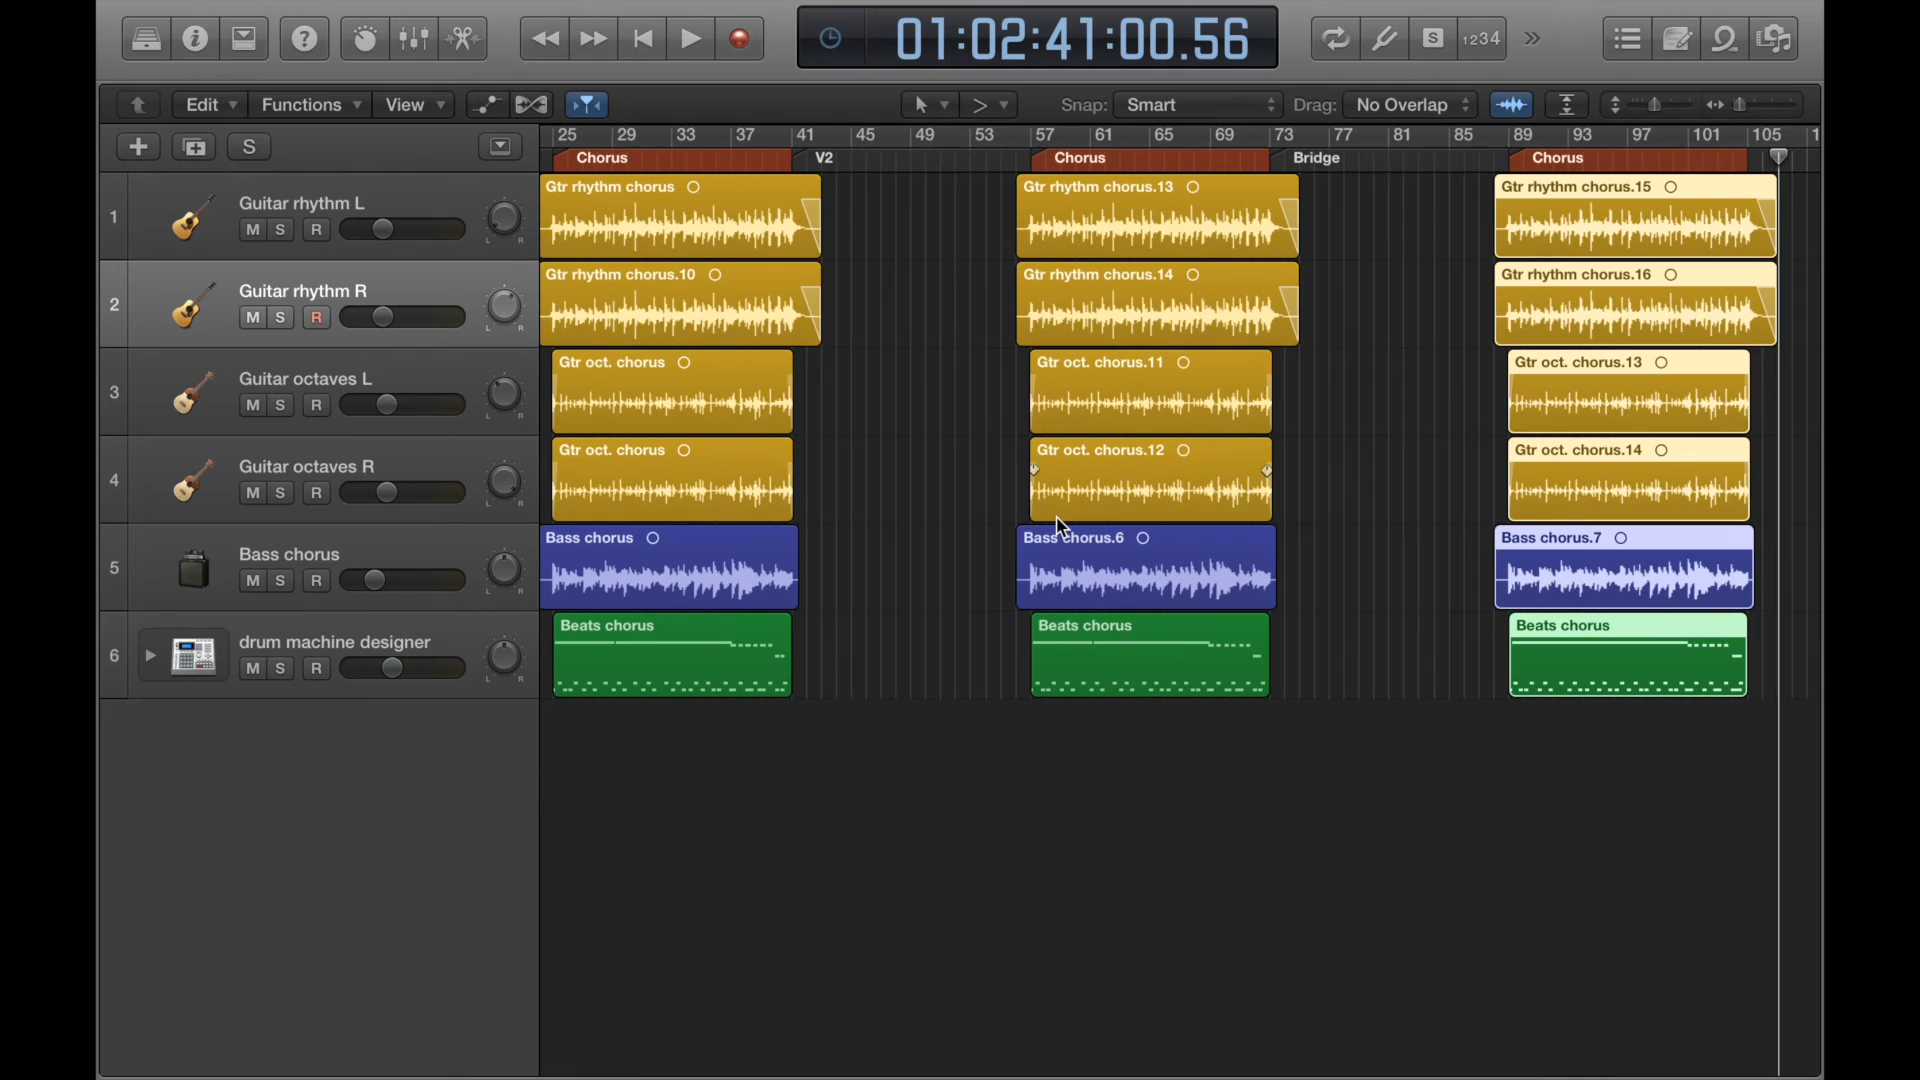 01:02:41:00.56
S
1234
Edit Functions View Snap: Smart Drag: No Overlap
S
25 29 33 37 41 45 49 53 57 61 65 69 73 77 81 85 89 93 97 101 105 1
Chorus V2 Chorus Bridge Chorus
1 Guitar rhythm L
M S R L R
Gtr rhythm chorus Gtr rhythm chorus.13 Gtr rhythm chorus.15
2 Guitar rhythm R
M S R L R
Gtr rhythm chorus.10 Gtr rhythm chorus.14 Gtr rhythm chorus.16
3 Guitar octaves L
M S R L R
Gtr oct. chorus Gtr oct. chorus.11 Gtr oct. chorus.13
4 Guitar octaves R
M S R L R
Gtr oct. chorus Gtr oct. chorus.12 Gtr oct. chorus.14
5 Bass chorus
M S R L R
Bass chorus Bass chorus.6 Bass chorus.7
6 drum machine designer
M S R L R
Beats chorus Beats chorus Beats chorus